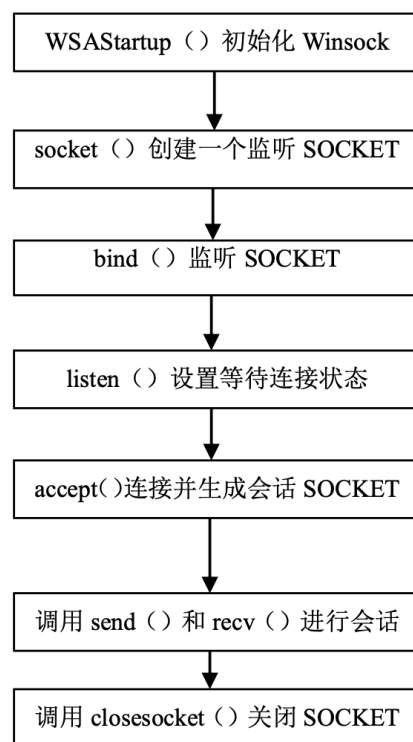 WSAStartup（）初始化 Winsock
socket（）创建一个监听 SOCKET
bind（）监听 SOCKET
listen（）设置等待连接状态
accept()连接并生成会话 SOCKET
调用 send（）和 recv（）进行会话
调用 closesocket（）关闭 SOCKET